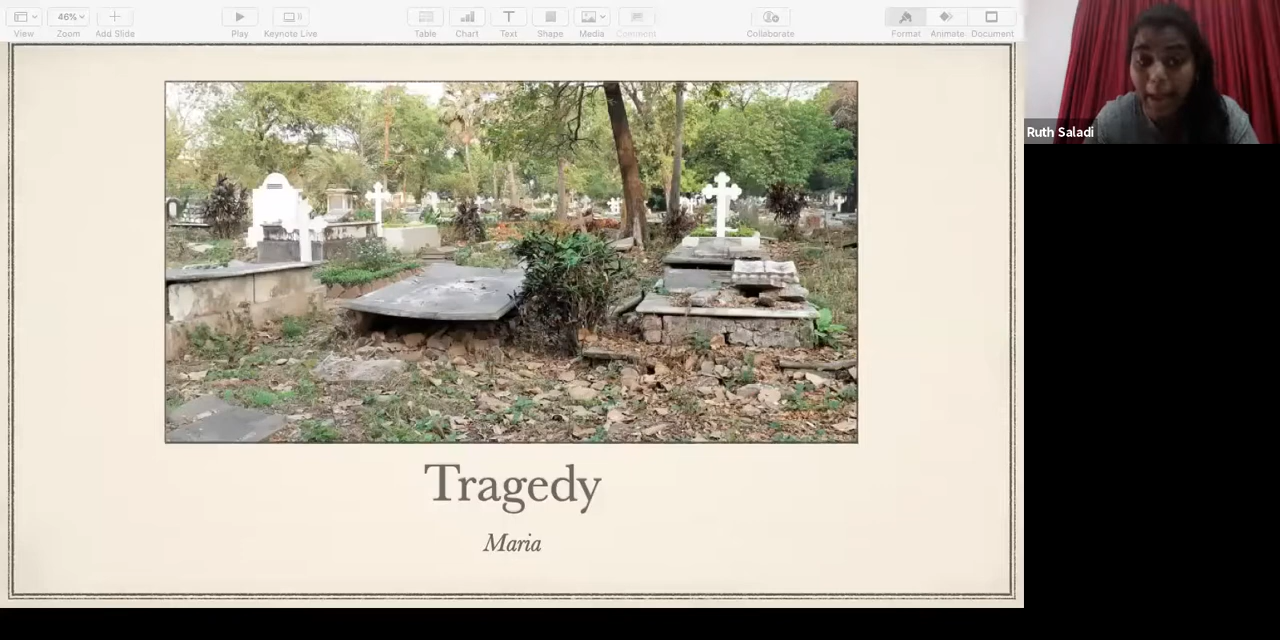 46%
View
Zoom
Add Slide
Play
Keynote Live
Table
Chart
Text
Shape
Media
Comment
Collaborate
Format
Animate
Document
Ruth Saladi
Tragedy
Maria